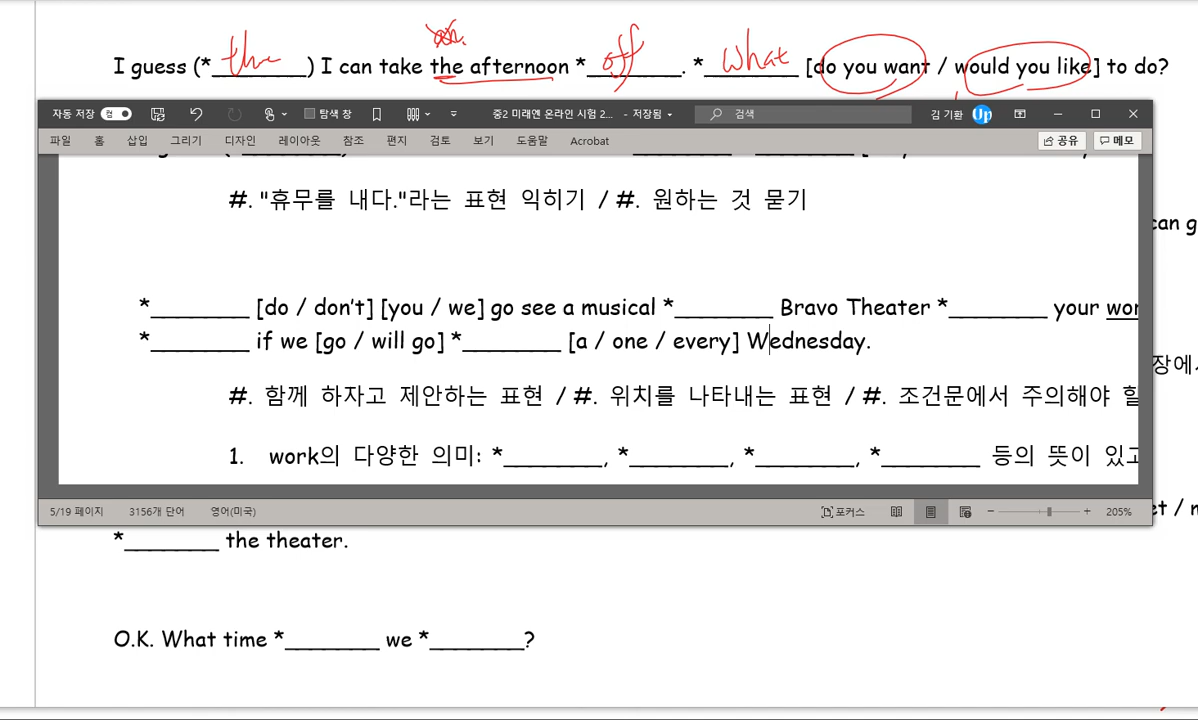 I guess (*the________) I can take the afternoon *off________. *what________ [do you want / would you like] to do?
자동 저장 컴 탐색 창 중2 미래엔 온라인 시험 2... - 저장됨 검색 김 기환 Up
파일 홈 삽입 그리기 디자인 레이아웃 참조 편지 검토 보기 도움말 Acrobat 공유 메모
#. "휴무를 내다."라는 표현 익히기 / #. 원하는 것 묻기
can g
*________ [do / don't] [you / we] go see a musical *________ Bravo Theater *________ your wor
*________ if we [go / will go] *________ [a / one / every] Wednesday.
장에서
#. 함께 하자고 제안하는 표현 / #. 위치를 나타내는 표현 / #. 조건문에서 주의해야 할
1. work의 다양한 의미: *________, *________, *________, *________ 등의 뜻이 있고
5/19 페이지 3156개 단어 영어(미국) 포커스 205%
et /
*________ the theater.
O.K. What time *________ we *________?